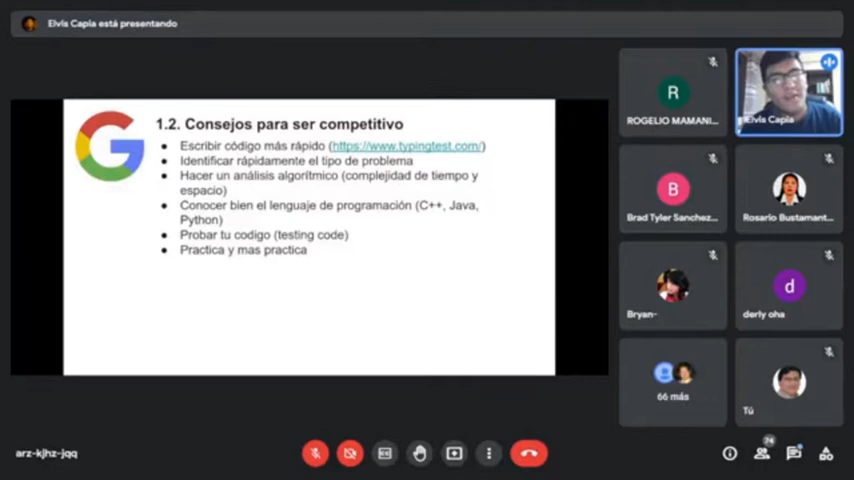 Elvis Capia está presentando
1.2. Consejos para ser competitivo
● Escribir código más rápido (https://www.typingtest.com/)
● Identificar rápidamente el tipo de problema
● Hacer un análisis algorítmico (complejidad de tiempo y
espacio)
● Conocer bien el lenguaje de programación (C++, Java,
Python)
● Probar tu codigo (testing code)
● Practica y mas practica
R
ROGELIO MAMANI...
Elvis Capia
B
Brad Tyler Sanchez...
Rosario Bustamant...
Bryan-
d
derly oha
66 más
Tú
arz-kjhz-jqq
74